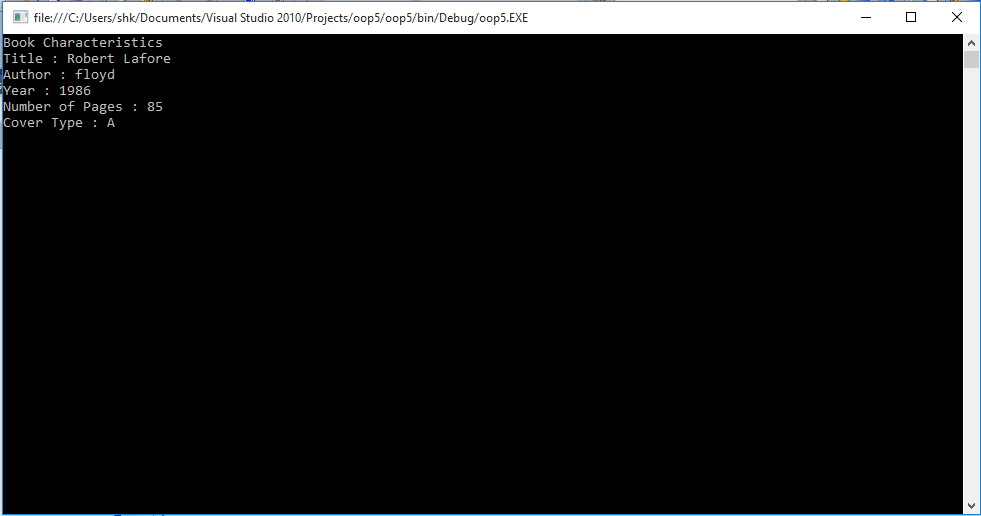 file:///C:/Users/shk/Documents/Visual Studio 2010/Projects/oop5/oop5/bin/Debug/oop5.EXE
Book Characteristics
Title : Robert Lafore
Author : floyd
Year : 1986
Number of Pages : 85
Cover Type : A